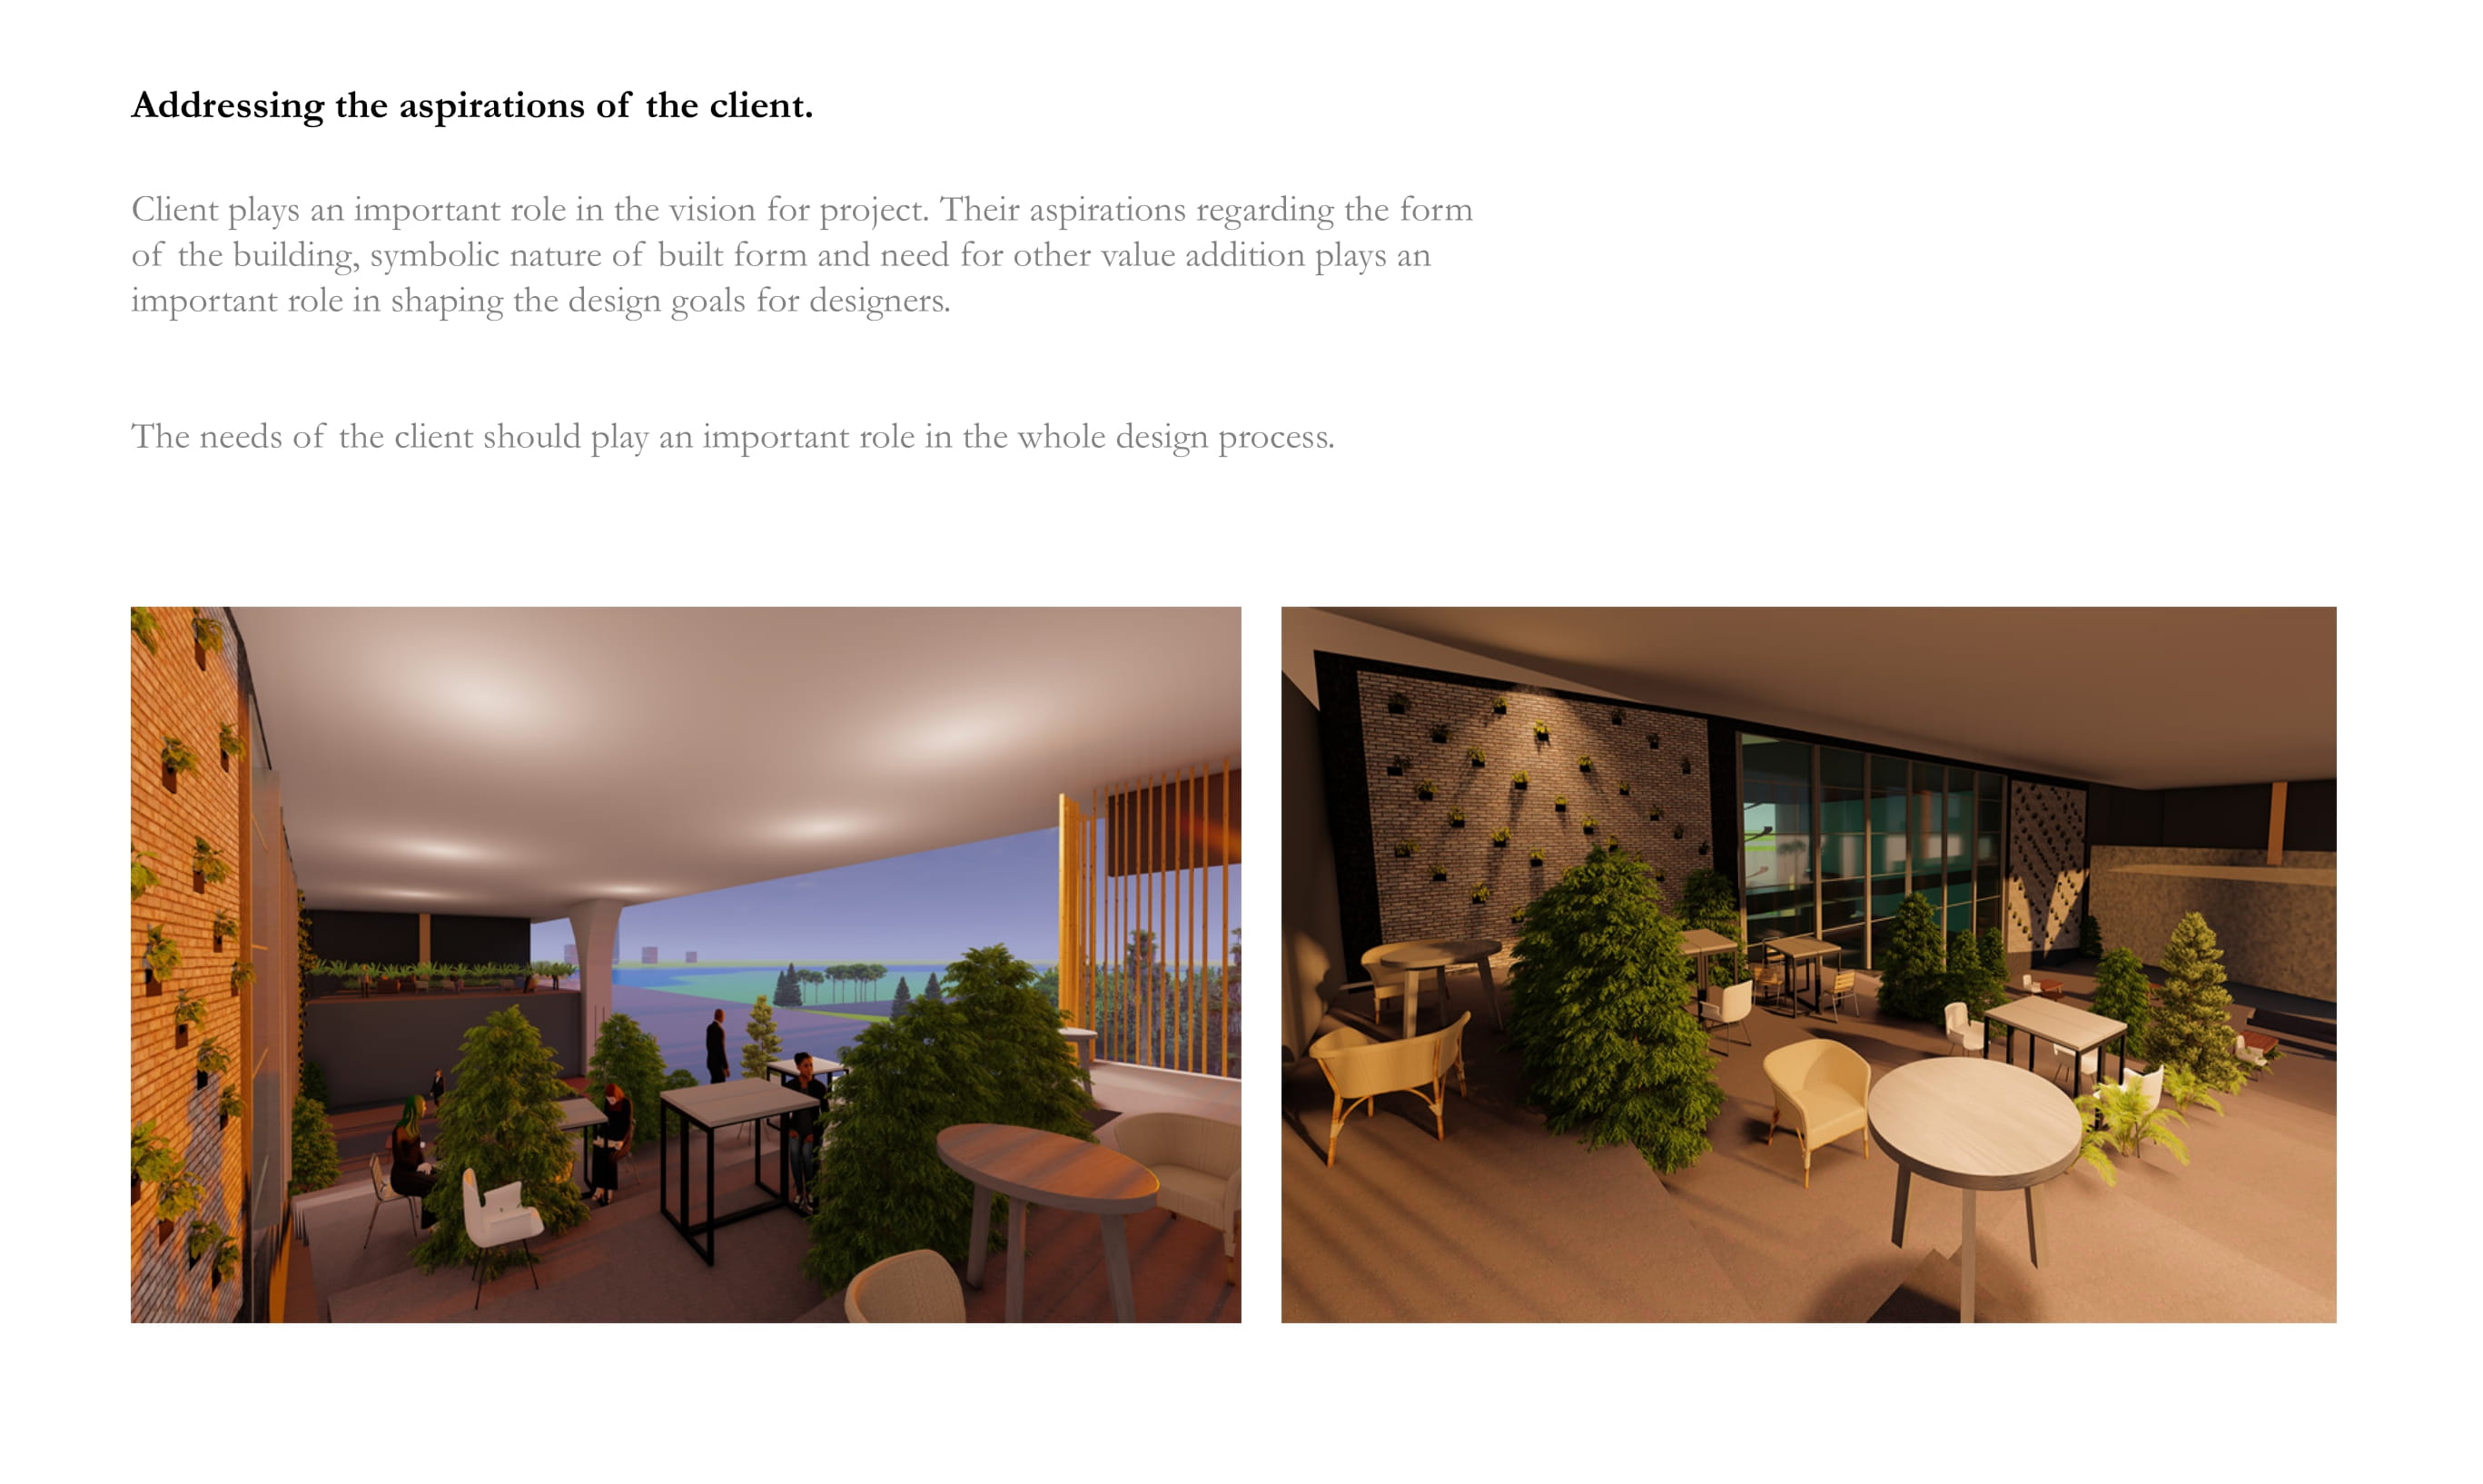 Addressing the aspirations of the client.
Client plays an important role in the vision for project. Their aspirations regarding the form
of the building, symbolic nature of built form and need for other value addition plays an
important role in shaping the design goals for designers.
The needs of the client should play an important role in the whole design process.